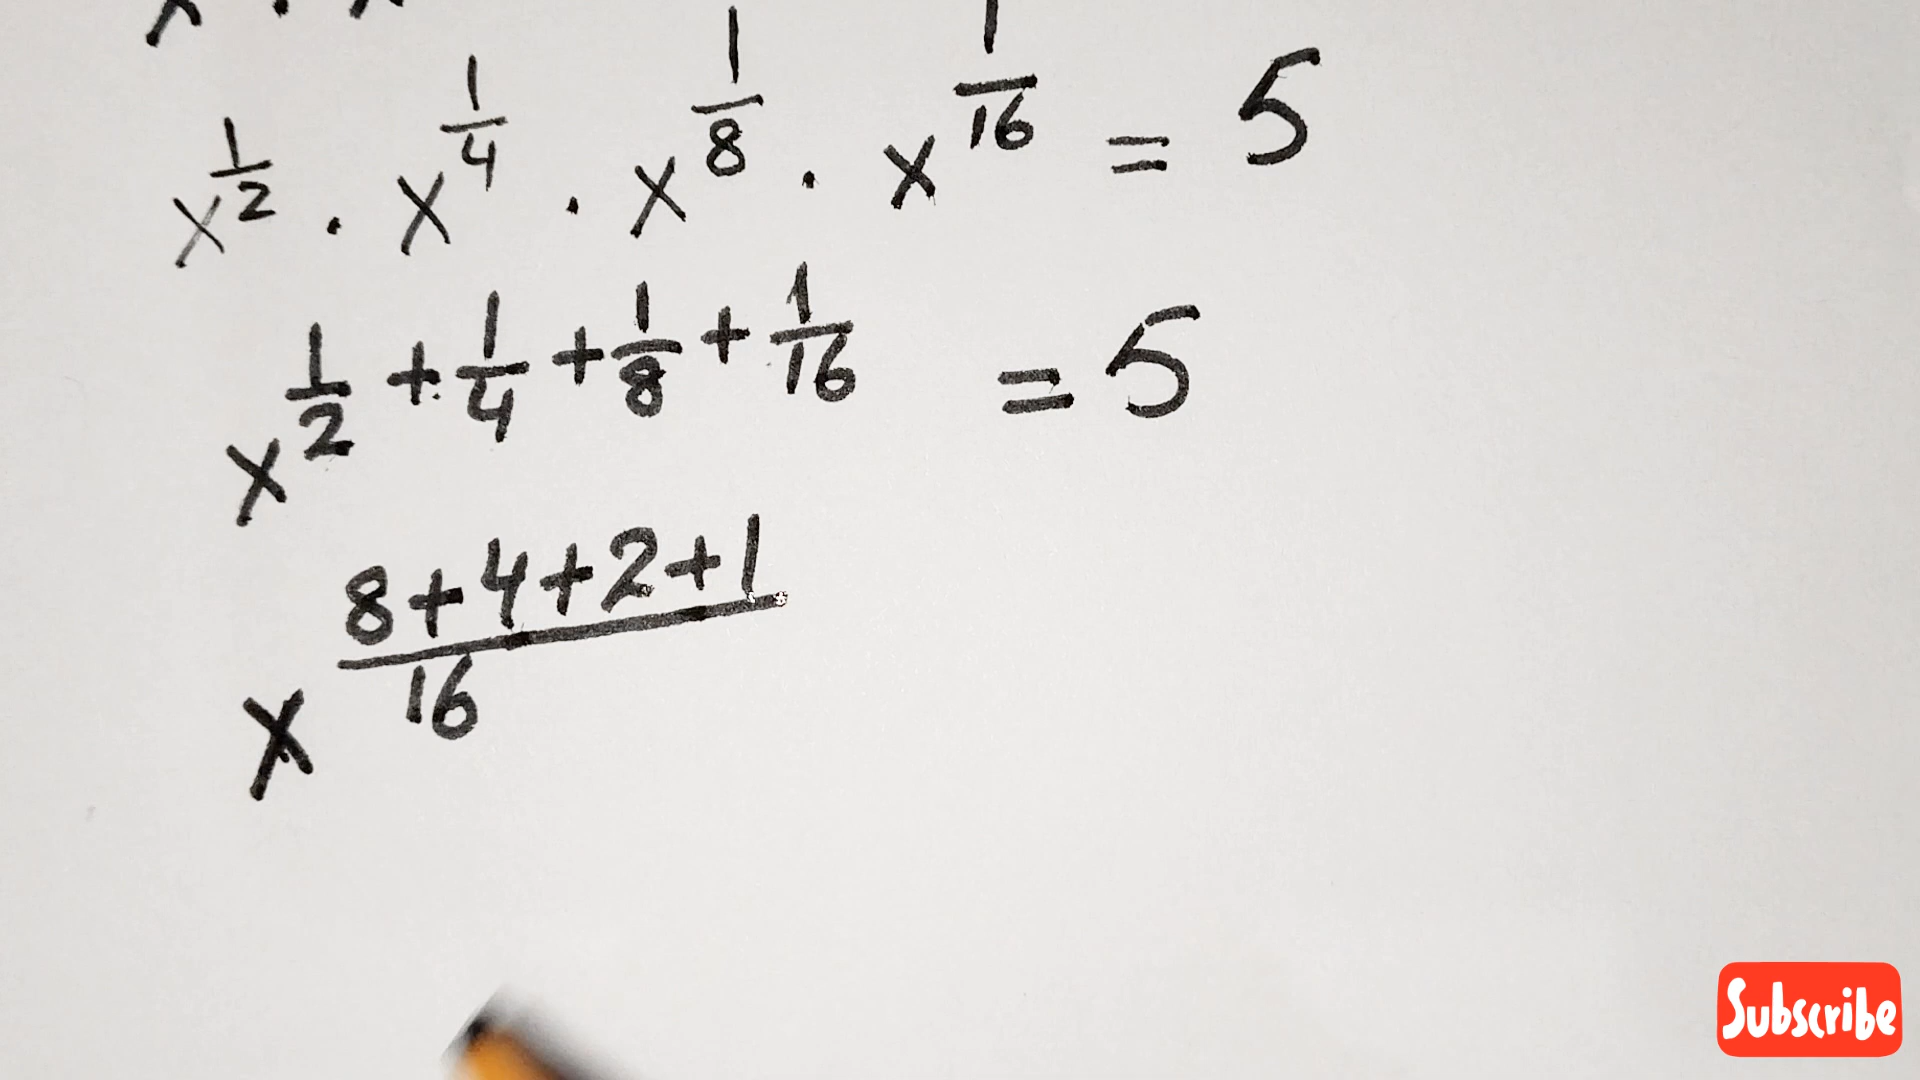 x^{1/2} · x^{1/4} · x^{1/8} · x^{1/16} = 5
x^{1/2 + 1/4 + 1/8 + 1/16} = 5
x^{(8+4+2+1)/16}
Subscribe